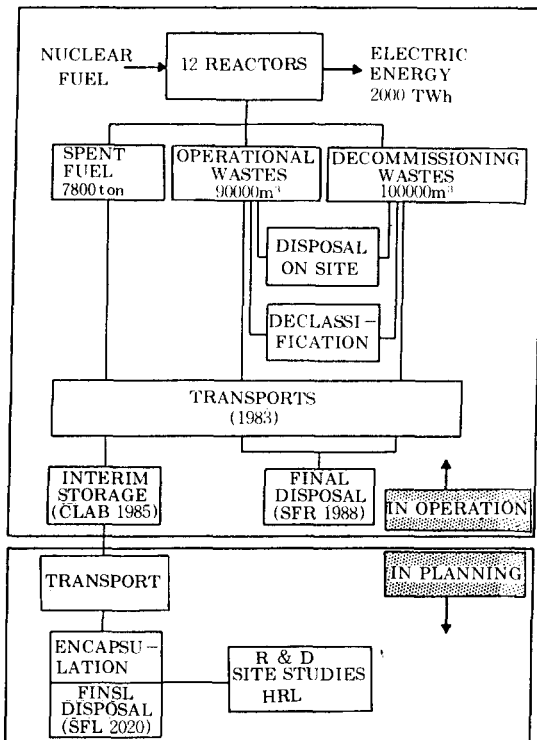 NUCLEAR
FUEL
12 REACTORS
ELECTRIC
ENERGY
2000 TWh
SPENT
FUEL
7800ton
OPERATIONAL
WASTES
90000m³
DECOMMISSIONING
WASTES
100000m³
DISPOSAL
ON SITE
DECLASSI-
FICATION
TRANSPORTS
(1983)
INTERIM
STORAGE
(CLAB 1985)
FINAL
DISPOSAL
(SFR 1988)
IN OPERATION
IN PLANNING
TRANSPORT
ENCAPSU-
LATION
FINSL
DISPOSAL
(SFL 2020)
R & D
SITE STUDIES
HRL